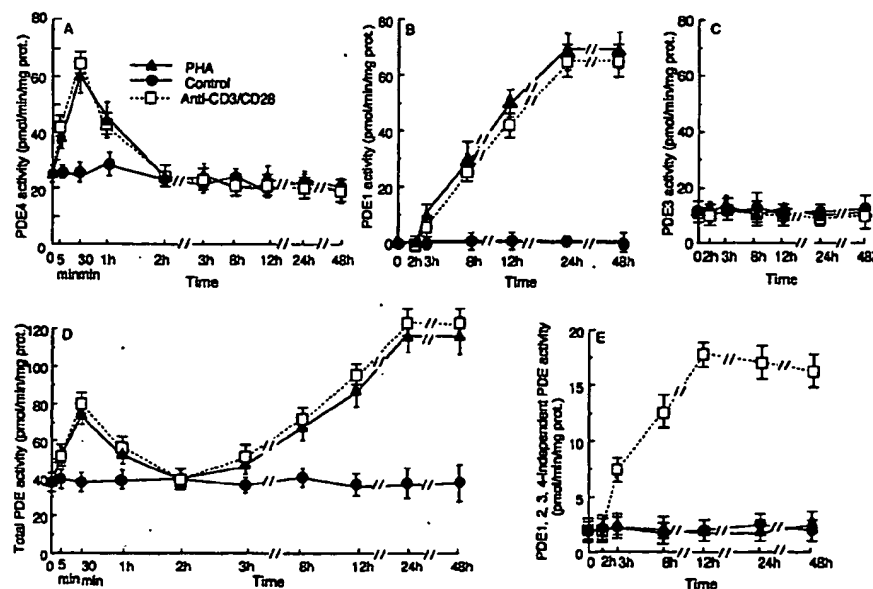 A
PDE4 activity (pmol/min/mg prot.)
80
60
40
20
0
PHA
Control
Anti-CD3/CD28
0 5 30 1h 2h 3h 8h 12h 24h 48h
min min
Time
B
PDE1 activity (pmol/min/mg prot.)
80
60
40
20
0
0 2h 3h 8h 12h 24h 48h
Time
C
PDE3 activity (pmol/min/mg prot.)
80
60
40
20
0
0 2h 3h 8h 12h 24h 48
Time
D
Total PDE activity (pmol/min/mg prot.)
120
100
80
60
40
20
0
0 5 30 1h 2h 3h 8h 12h 24h 48h
min min
Time
E
PDE1, 2, 3, 4-Independent PDE activity
(pmol/min/mg prot.)
20
15
10
5
0
0 2h 3h 8h 12h 24h 48h
Time